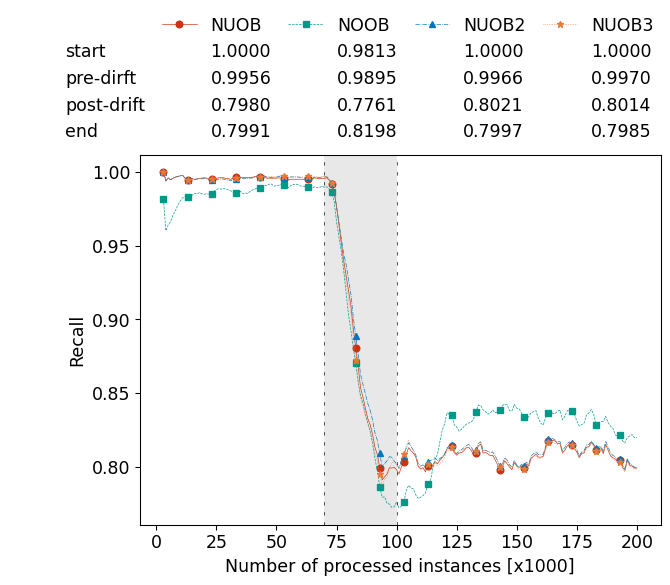 NUOB NOOB NUOB2 NUOB3
start 1.0000 0.9813 1.0000 1.0000
pre-dirft 0.9956 0.9895 0.9966 0.9970
post-drift 0.7980 0.7761 0.8021 0.8014
end 0.7991 0.8198 0.7997 0.7985
1.00
0.95
0.90
0.85
0.80
Recall
0 25 50 75 100 125 150 175 200
Number of processed instances [x1000]